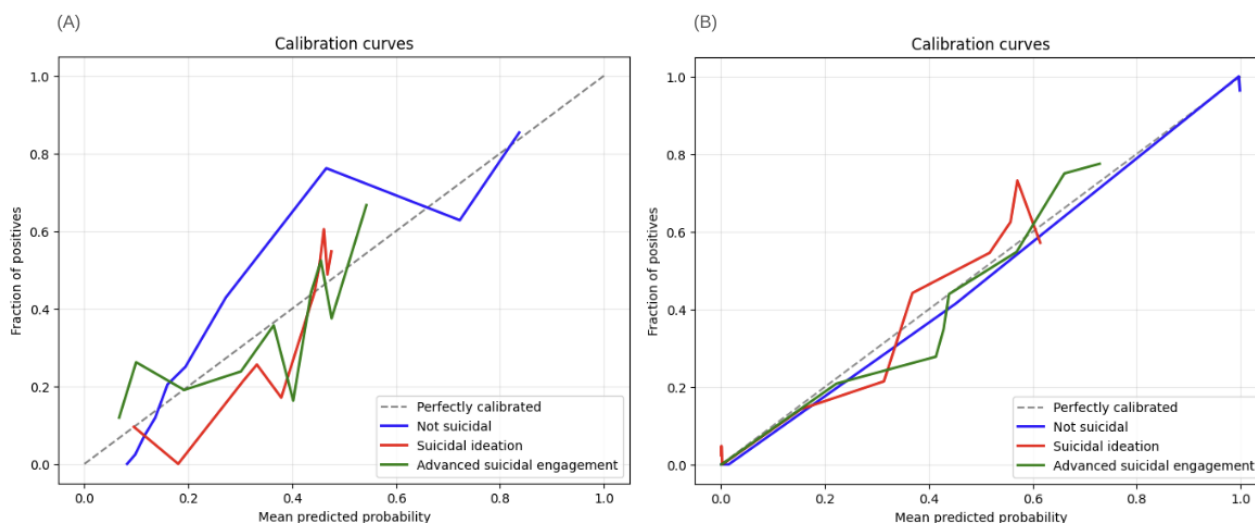 (A)
Calibration curves
1.0
0.8
0.6
0.4
0.2
0.0
Fraction of positives
0.0 0.2 0.4 0.6 0.8 1.0
Mean predicted probability
Perfectly calibrated
Not suicidal
Suicidal ideation
Advanced suicidal engagement
(B)
Calibration curves
1.0
0.8
0.6
0.4
0.2
0.0
Fraction of positives
0.0 0.2 0.4 0.6 0.8 1.0
Mean predicted probability
Perfectly calibrated
Not suicidal
Suicidal ideation
Advanced suicidal engagement